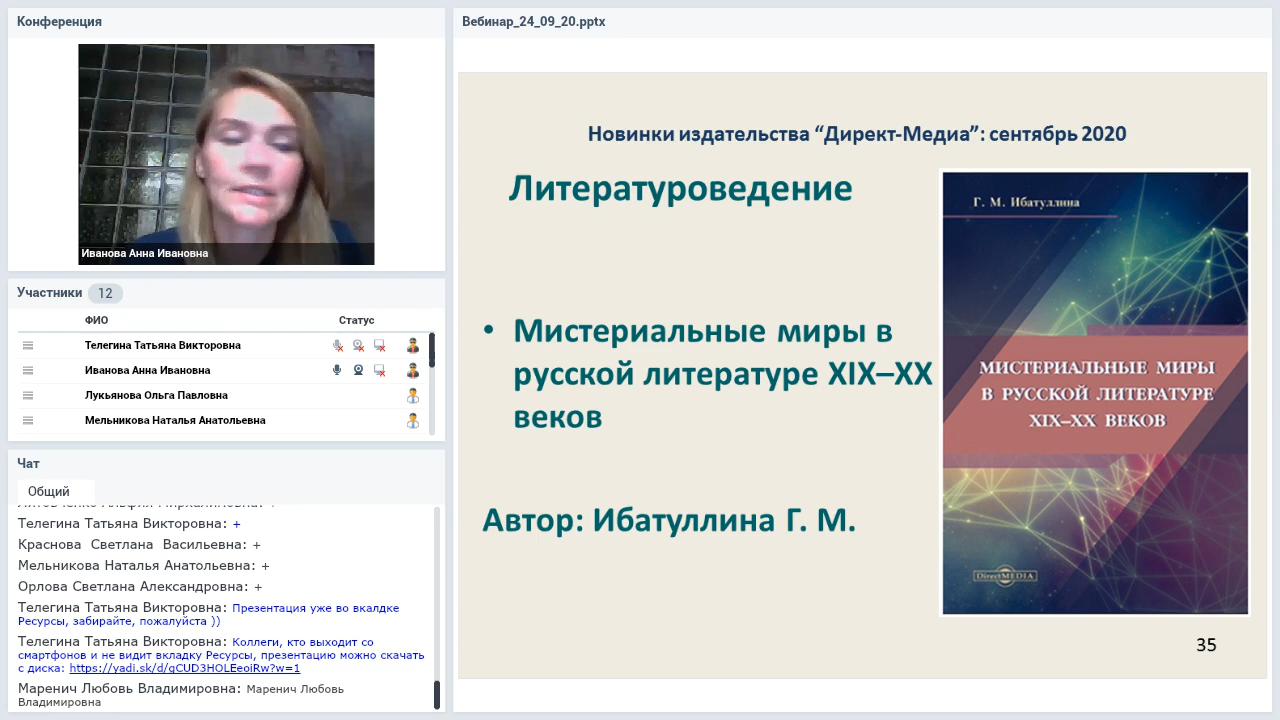 Конференция
Иванова Анна Ивановна
Участники 12
ФИО Статус
Телегина Татьяна Викторовна
Иванова Анна Ивановна
Лукьянова Ольга Павловна
Мельникова Наталья Анатольевна
Чат
Общий
Телегина Татьяна Викторовна: +
Краснова Светлана Васильевна: +
Мельникова Наталья Анатольевна: +
Орлова Светлана Александровна: +
Телегина Татьяна Викторовна: Презентация уже во вкалдке
Ресурсы, забирайте, пожалуйста ))
Телегина Татьяна Викторовна: Коллеги, кто выходит со
смартфонов и не видит вкладку Ресурсы, презентацию можно скачать
с диска: https://yadi.sk/d/gCUD3HOLEeoiRw?w=1
Маренич Любовь Владимировна: Маренич Любовь
Владимировна
Вебинар_24_09_20.pptx
Новинки издательства “Директ-Медиа”: сентябрь 2020
Литературоведение
• Мистериальные миры в
русской литературе XIX–XX
веков
Автор: Ибатуллина Г. М.
Г. М. Ибатуллина
МИСТЕРИАЛЬНЫЕ МИРЫ
В РУССКОЙ ЛИТЕРАТУРЕ
XIX–XX ВЕКОВ
DirectMEDIA
35